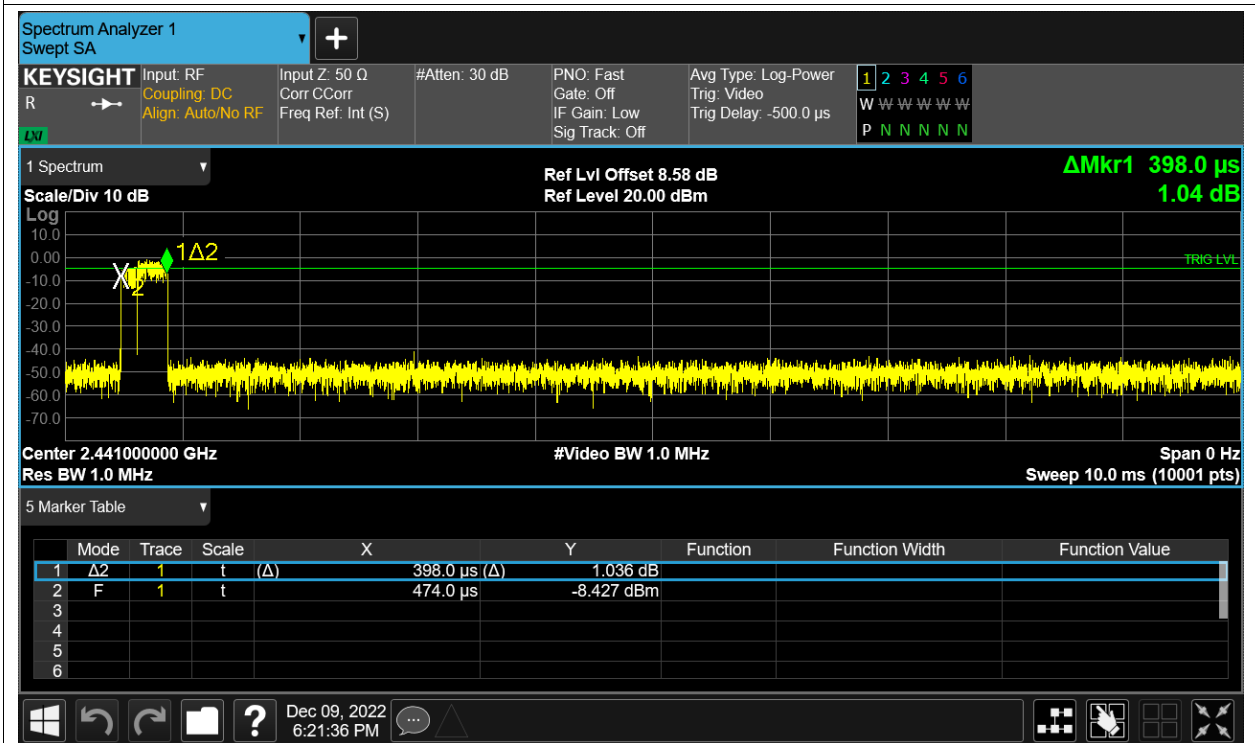 Spectrum Analyzer 1
Swept SA
+
KEYSIGHT Input: RF Input Z: 50 Ω #Atten: 30 dB PNO: Fast Avg Type: Log-Power 1 2 3 4 5 6
R Coupling: DC Corr CCorr Gate: Off Trig: Video W W W W W W
Align: Auto/No RF Freq Ref: Int (S) IF Gain: Low Trig Delay: -500.0 µs
LXI Sig Track: Off P N N N N N
1 Spectrum Ref Lvl Offset 8.58 dB ΔMkr1 398.0 µs
Scale/Div 10 dB Ref Level 20.00 dBm 1.04 dB
Log
10.0
1Δ2
0.00 TRIG LVL
X 2
-10.0
-20.0
-30.0
-40.0
-50.0
-60.0
-70.0
Center 2.441000000 GHz #Video BW 1.0 MHz Span 0 Hz
Res BW 1.0 MHz Sweep 10.0 ms (10001 pts)
5 Marker Table
Mode Trace Scale X Y Function Function Width Function Value
1 Δ2 1 t (Δ) 398.0 µs (Δ) 1.036 dB
2 F 1 t 474.0 µs -8.427 dBm
3
4
5
6
? Dec 09, 2022
6:21:36 PM